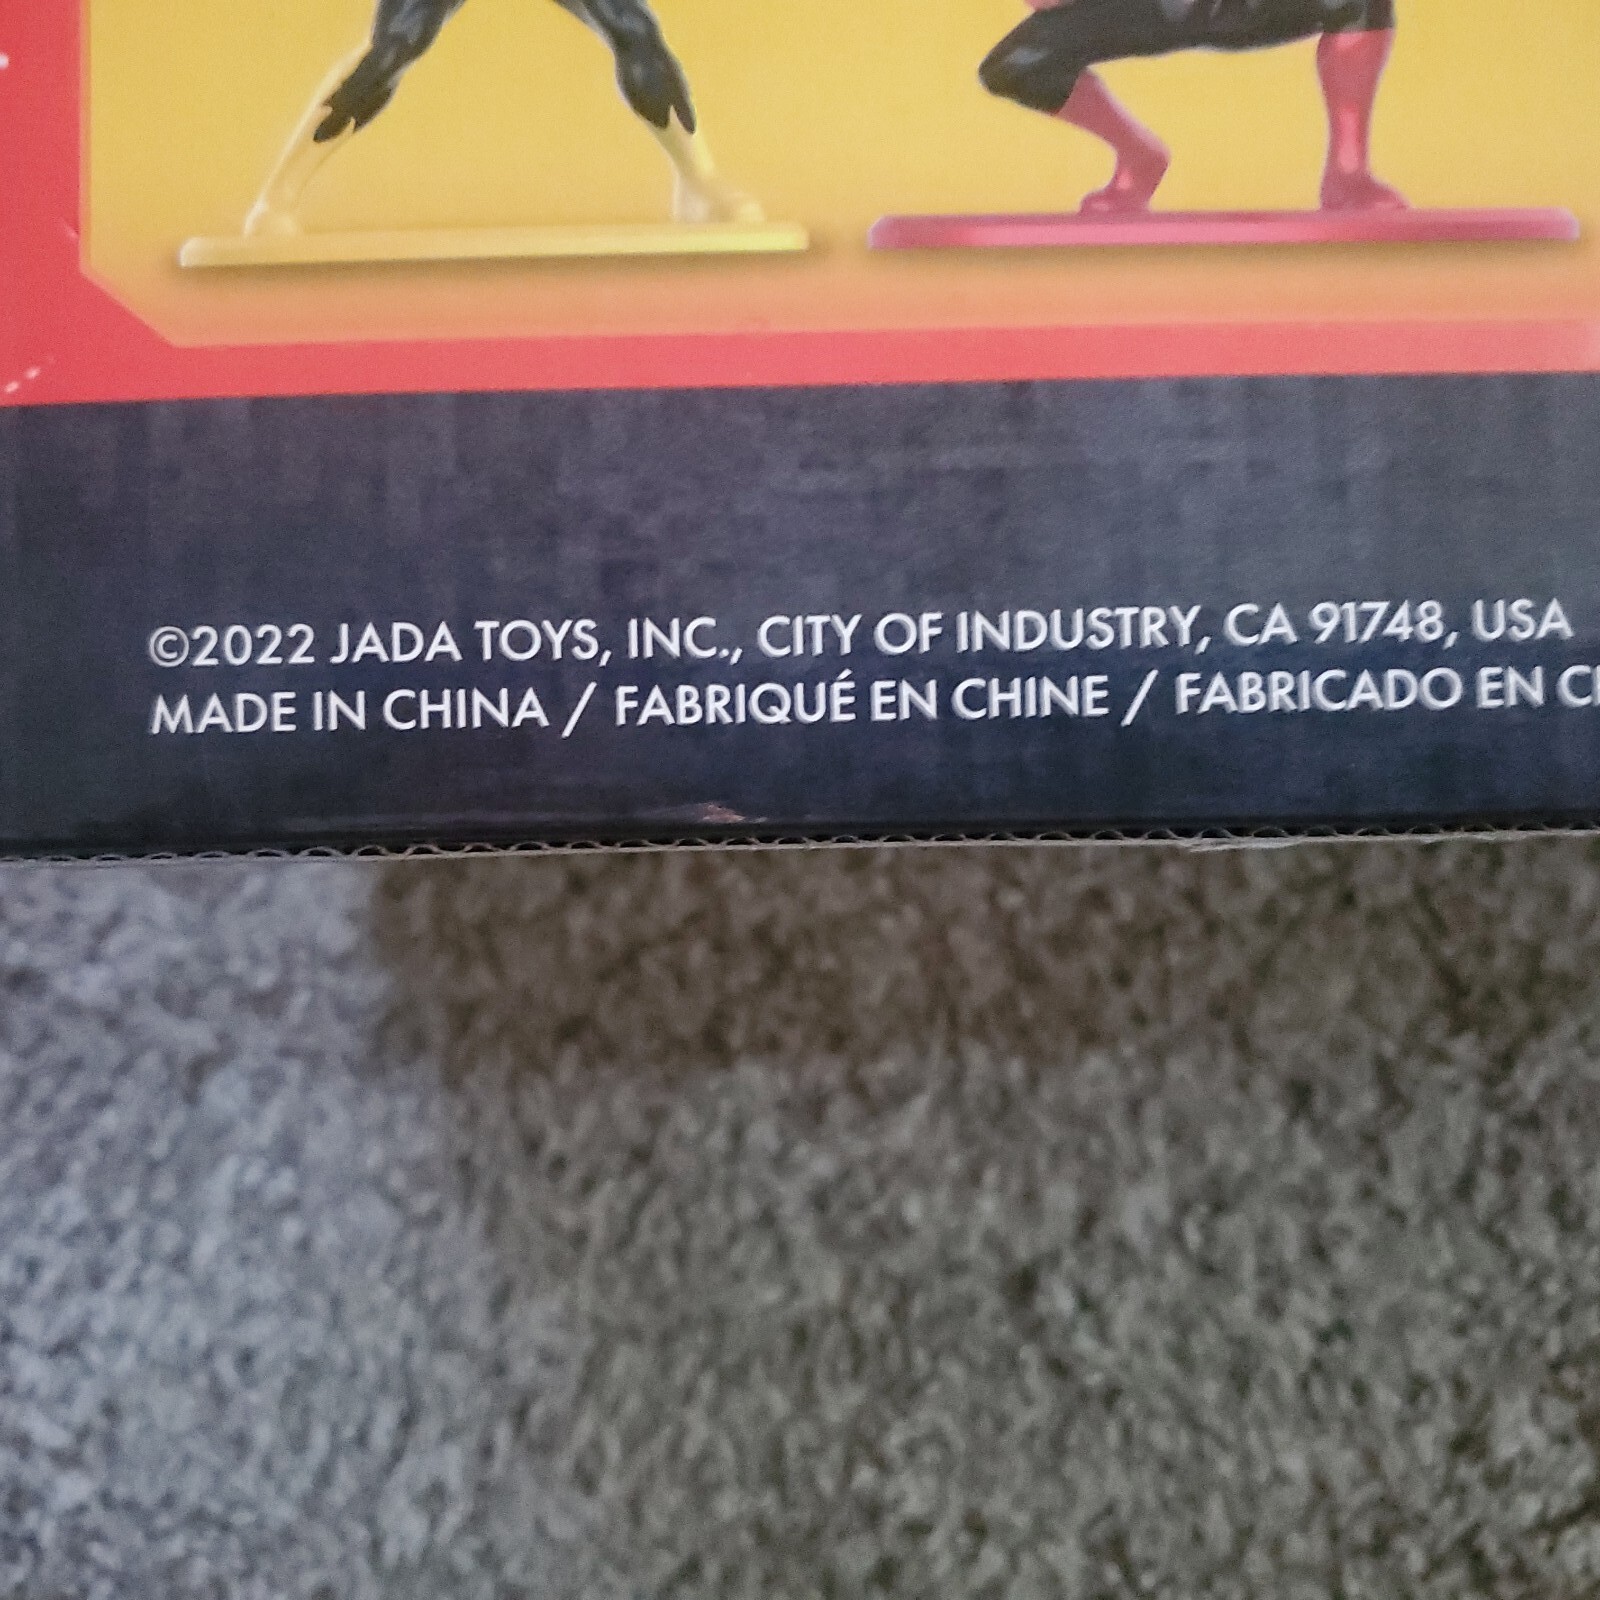 ©2022 JADA TOYS, INC., CITY OF INDUSTRY, CA 91748, USA
MADE IN CHINA / FABRIQUÉ EN CHINE / FABRICADO EN